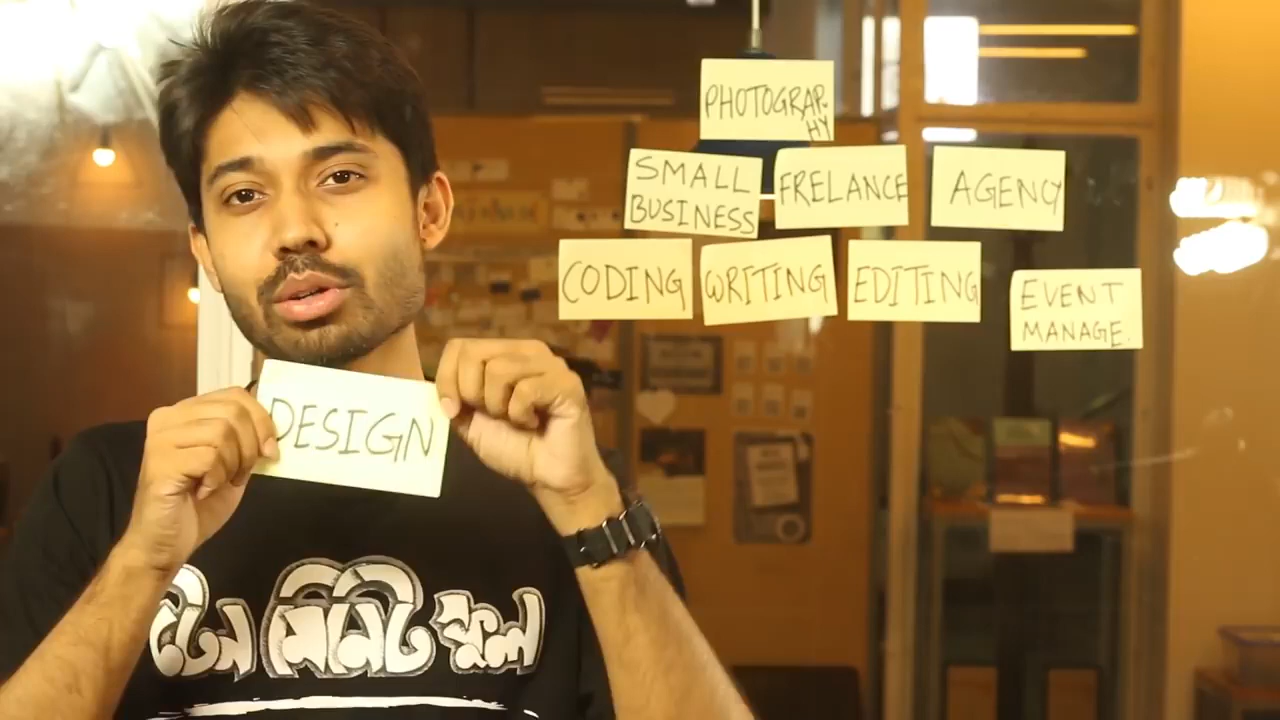 PHOTOGRAP-
HY
SMALL
BUSINESS
FRELANCE
AGENCY
CODING
WRITING
EDITING
EVENT
MANAGE.
DESIGN
টেন মিনিট স্কুল